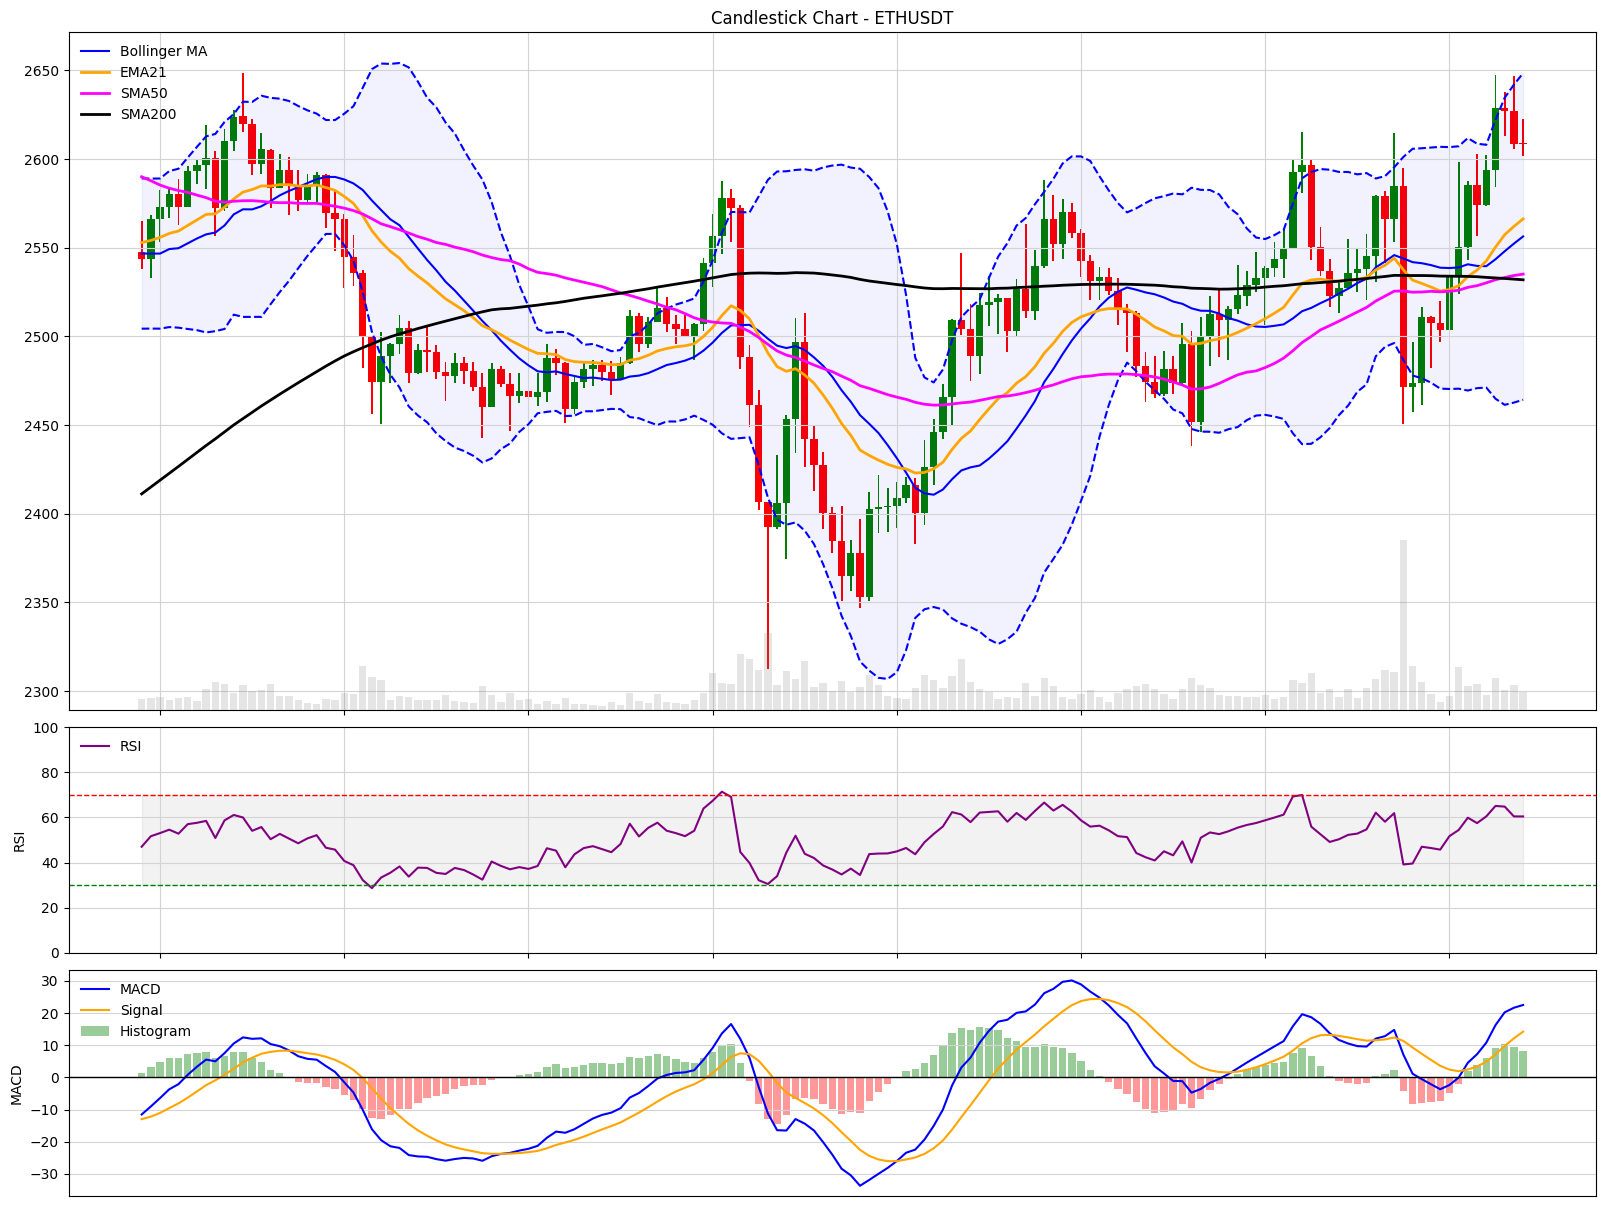 Candlestick Chart - ETHUSDT
Bollinger MA
EMA21
SMA50
SMA200
2650
2600
2550
2500
2450
2400
2350
2300
RSI
100
80
60
40
20
0
RSI
MACD
Signal
Histogram
30
20
10
0
−10
−20
−30
MACD